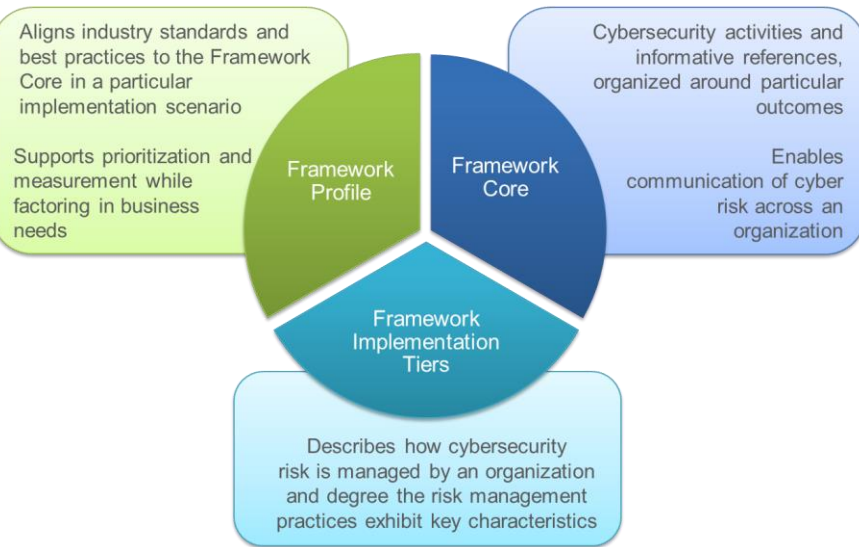 Aligns industry standards and
best practices to the Framework
Core in a particular
implementation scenario
Supports prioritization and
measurement while
factoring in business
needs
Framework
Profile
Framework
Core
Cybersecurity activities and
informative references,
organized around particular
outcomes
Enables
communication of cyber
risk across an
organization
Framework
Implementation
Tiers
Describes how cybersecurity
risk is managed by an organization
and degree the risk management
practices exhibit key characteristics